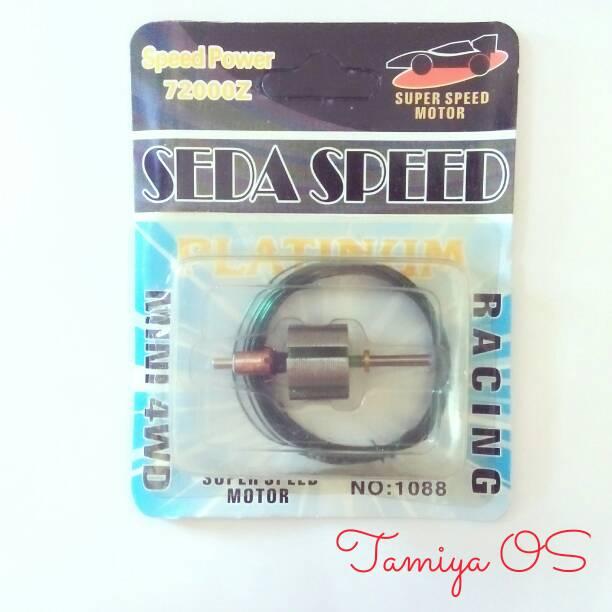 Speed Power
72000Z
SUPER SPEED
MOTOR
SEDA SPEED
PLATINUM
MINI 4WD
RACING
SUPER SPEED
MOTOR
NO:1088
Tamiya OS